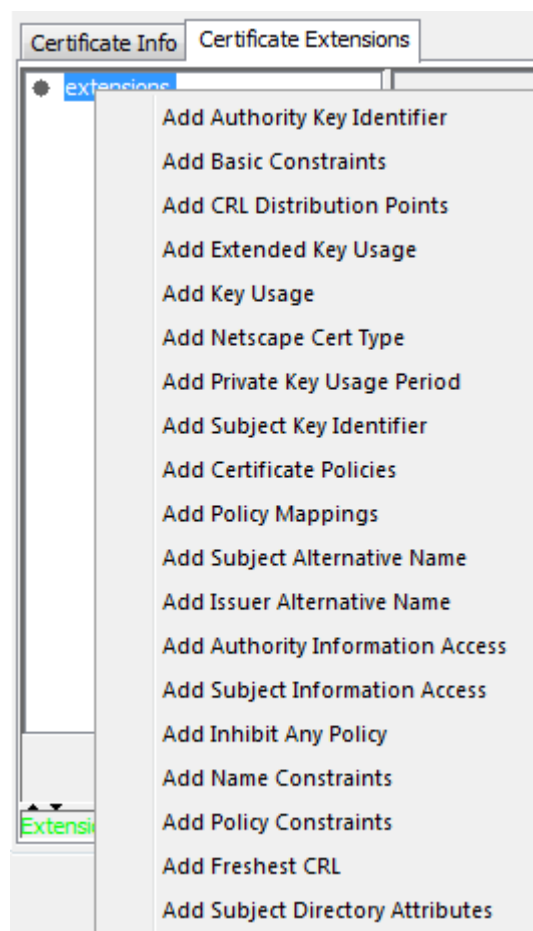 Certificate Info Certificate Extensions
extensions
Add Authority Key Identifier
Add Basic Constraints
Add CRL Distribution Points
Add Extended Key Usage
Add Key Usage
Add Netscape Cert Type
Add Private Key Usage Period
Add Subject Key Identifier
Add Certificate Policies
Add Policy Mappings
Add Subject Alternative Name
Add Issuer Alternative Name
Add Authority Information Access
Add Subject Information Access
Add Inhibit Any Policy
Add Name Constraints
Add Policy Constraints
Extensi
Add Freshest CRL
Add Subject Directory Attributes